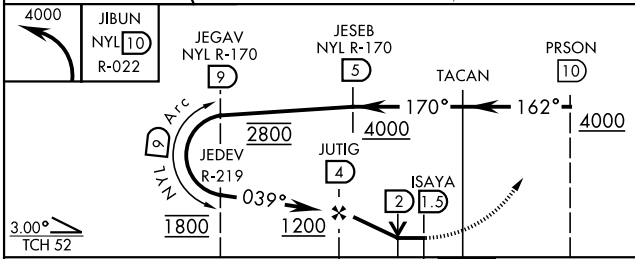 4000
JIBUN
NYL 10
R-022
JEGAV
NYL R-170
9
JESEB
NYL R-170
5
TACAN
PRSON
10
170°
162°
2800
4000
4000
NYL 9 Arc
JEDEV
R-219
039°
JUTIG
4
ISAYA
2
1.5
1800
1200
3.00°
TCH 52